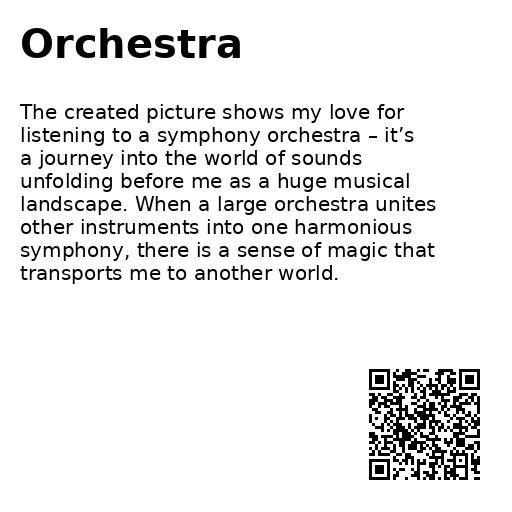 Orchestra
The created picture shows my love for
listening to a symphony orchestra – it’s
a journey into the world of sounds
unfolding before me as a huge musical
landscape. When a large orchestra unites
other instruments into one harmonious
symphony, there is a sense of magic that
transports me to another world.